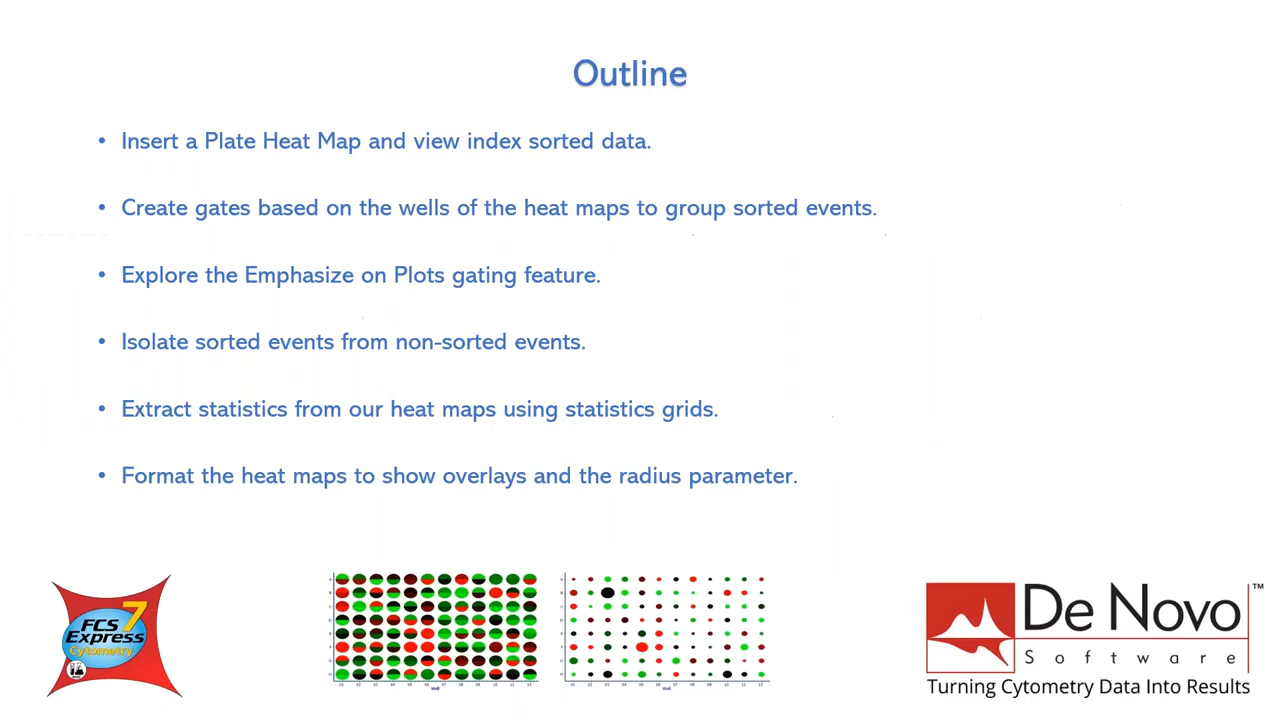 Outline
• Insert a Plate Heat Map and view index sorted data.
• Create gates based on the wells of the heat maps to group sorted events.
• Explore the Emphasize on Plots gating feature.
• Isolate sorted events from non-sorted events.
• Extract statistics from our heat maps using statistics grids.
• Format the heat maps to show overlays and the radius parameter.
FCS 7
Express
Cytometry
Well
Well
De Novo ™
Software
Turning Cytometry Data Into Results